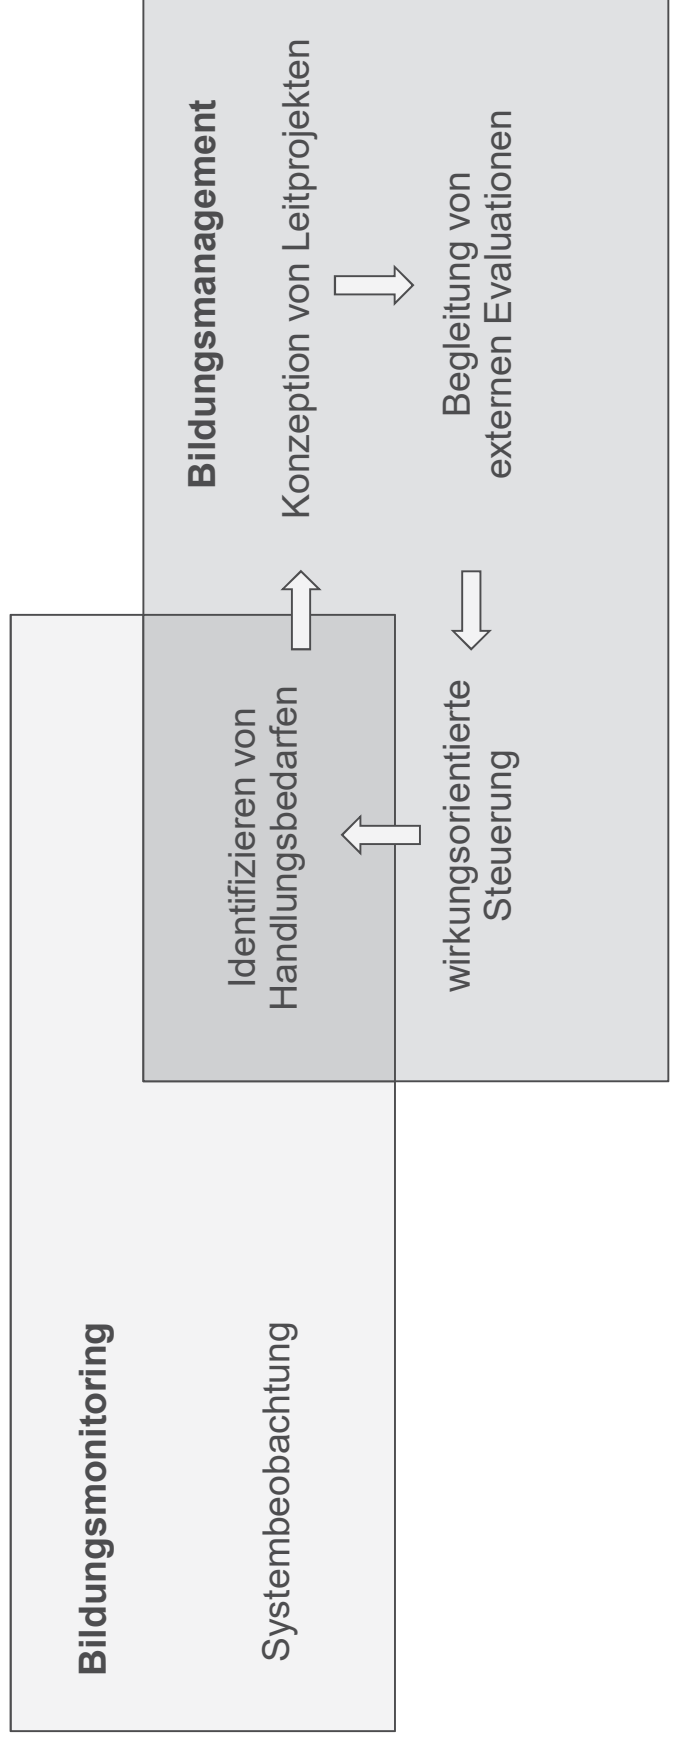 Bildungsmonitoring
Systembeobachtung
Bildungsmanagement
Identifizieren von
Handlungsbedarfen
Konzeption von Leitprojekten
wirkungsorientierte
Steuerung
Begleitung von
externen Evaluationen